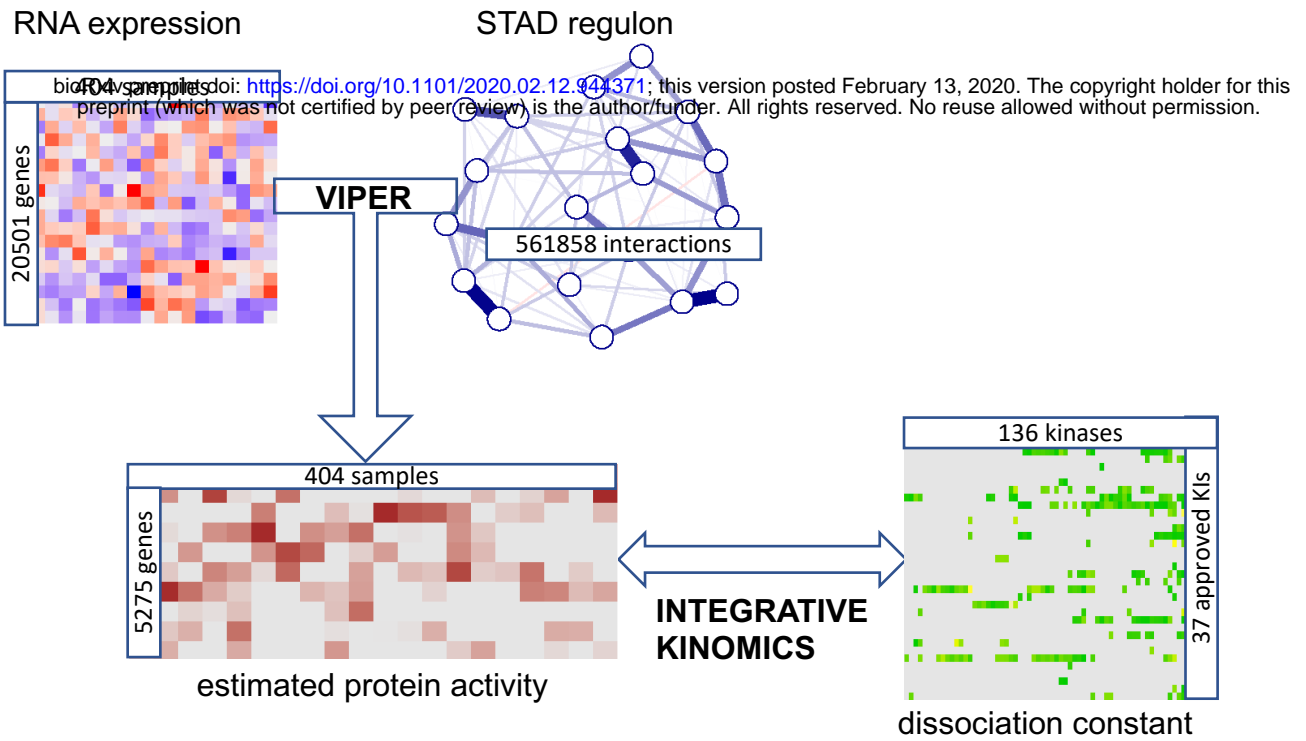 RNA expression
STAD regulon
404 samples
bioRxiv preprint doi: https://doi.org/10.1101/2020.02.12.944371; this version posted February 13, 2020. The copyright holder for this
preprint (which was not certified by peer review) is the author/funder. All rights reserved. No reuse allowed without permission.
20501 genes
VIPER
561858 interactions
404 samples
5275 genes
estimated protein activity
INTEGRATIVE
KINOMICS
136 kinases
37 approved KIs
dissociation constant